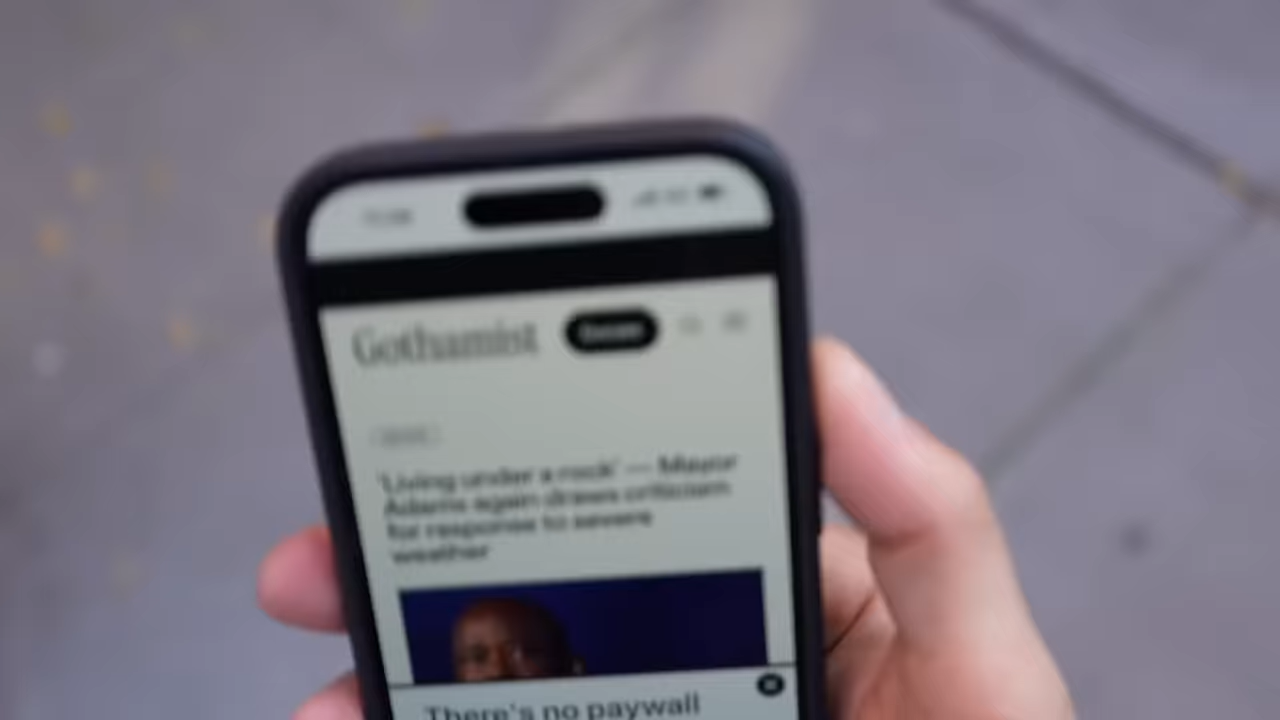 Gothamist
'Living under a rock' — Mayor
Adams again draws criticism
for response to severe
weather
There's no paywall